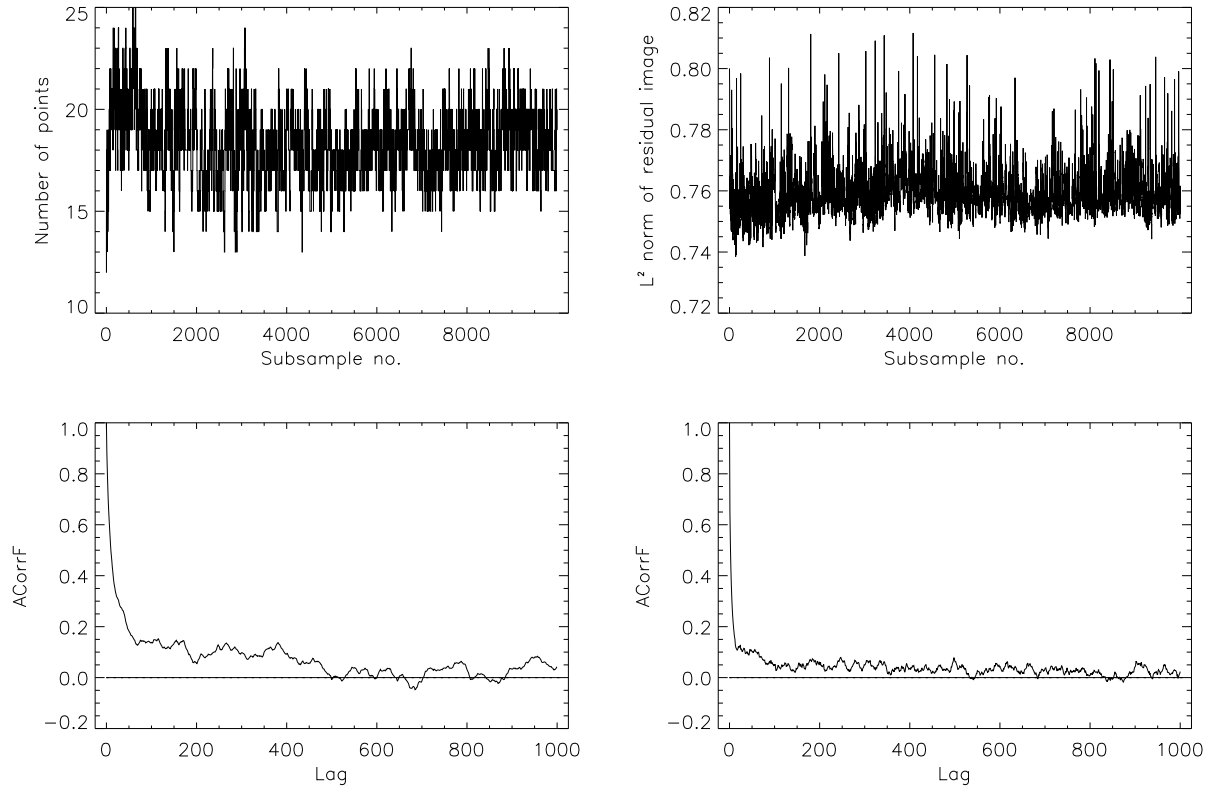 25
20
15
10
Number of points
0 2000 4000 6000 8000
Subsample no.
0.82
0.80
0.78
0.76
0.74
0.72
L² norm of residual image
0 2000 4000 6000 8000
Subsample no.
1.0
0.8
0.6
0.4
0.2
0.0
−0.2
ACorrF
0 200 400 600 800 1000
Lag
1.0
0.8
0.6
0.4
0.2
0.0
−0.2
ACorrF
0 200 400 600 800 1000
Lag